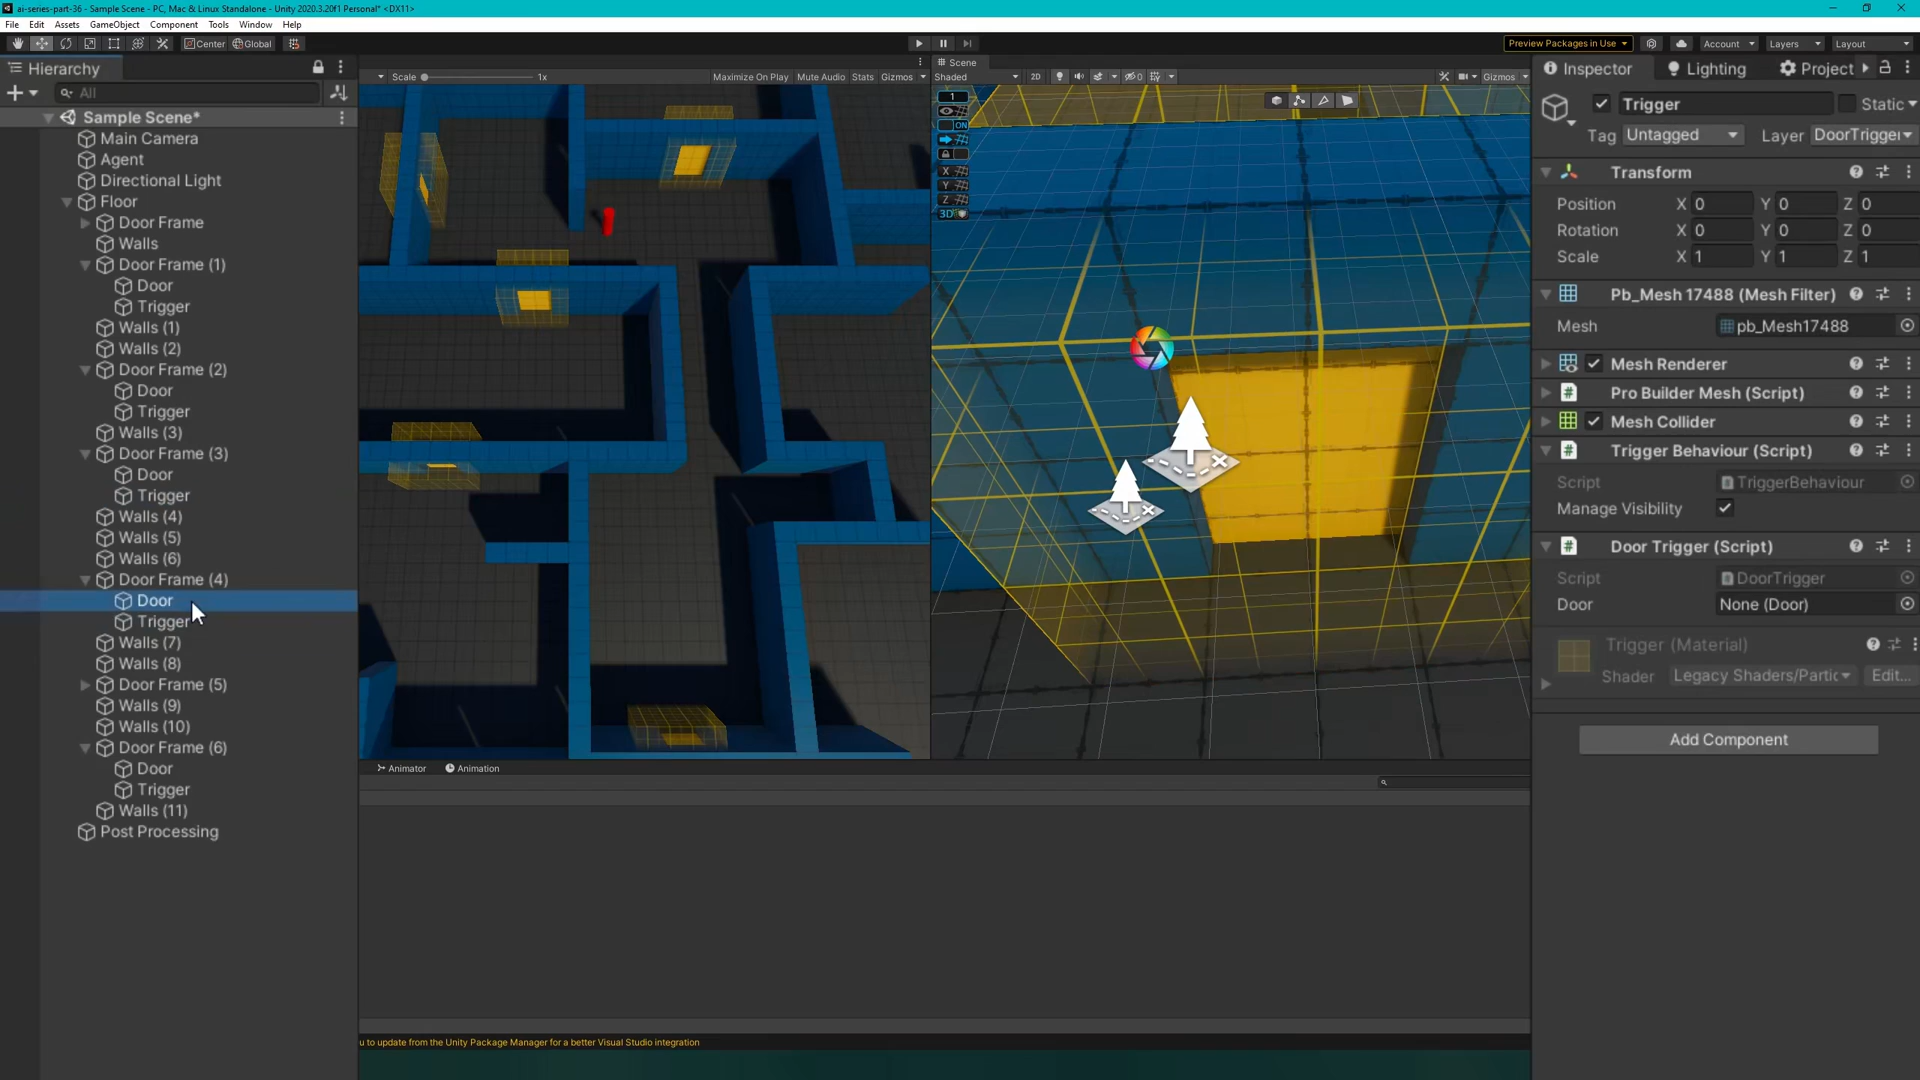 ai-series-part-36 - Sample Scene - PC, Mac & Linux Standalone - Unity 2020.3.20f1 Personal* <DX11>
File Edit Assets GameObject Component Tools Window Help
Center Global Preview Packages in Use Account Layers Layout
Hierarchy
All
Sample Scene*
Main Camera
Agent
Directional Light
Floor
Door Frame
Walls
Door Frame (1)
Door
Trigger
Walls (1)
Walls (2)
Door Frame (2)
Door
Trigger
Walls (3)
Door Frame (3)
Door
Trigger
Walls (4)
Walls (5)
Walls (6)
Door Frame (4)
Door
Trigger
Walls (7)
Walls (8)
Door Frame (5)
Walls (9)
Walls (10)
Door Frame (6)
Door
Trigger
Walls (11)
Post Processing
Scale 1x Maximize On Play Mute Audio Stats Gizmos
Scene
Shaded 2D 0 Gizmos
1
ON
X
Y
Z
3D
Animator Animation
u to update from the Unity Package Manager for a better Visual Studio integration
Inspector Lighting Project
Trigger Static
Tag Untagged Layer DoorTrigger
Transform
Position X 0 Y 0 Z 0
Rotation X 0 Y 0 Z 0
Scale X 1 Y 1 Z 1
Pb_Mesh 17488 (Mesh Filter)
Mesh pb_Mesh17488
Mesh Renderer
Pro Builder Mesh (Script)
Mesh Collider
Trigger Behaviour (Script)
Script TriggerBehaviour
Manage Visibility
Door Trigger (Script)
Script DoorTrigger
Door None (Door)
Trigger (Material)
Shader Legacy Shaders/Partic Edit...
Add Component